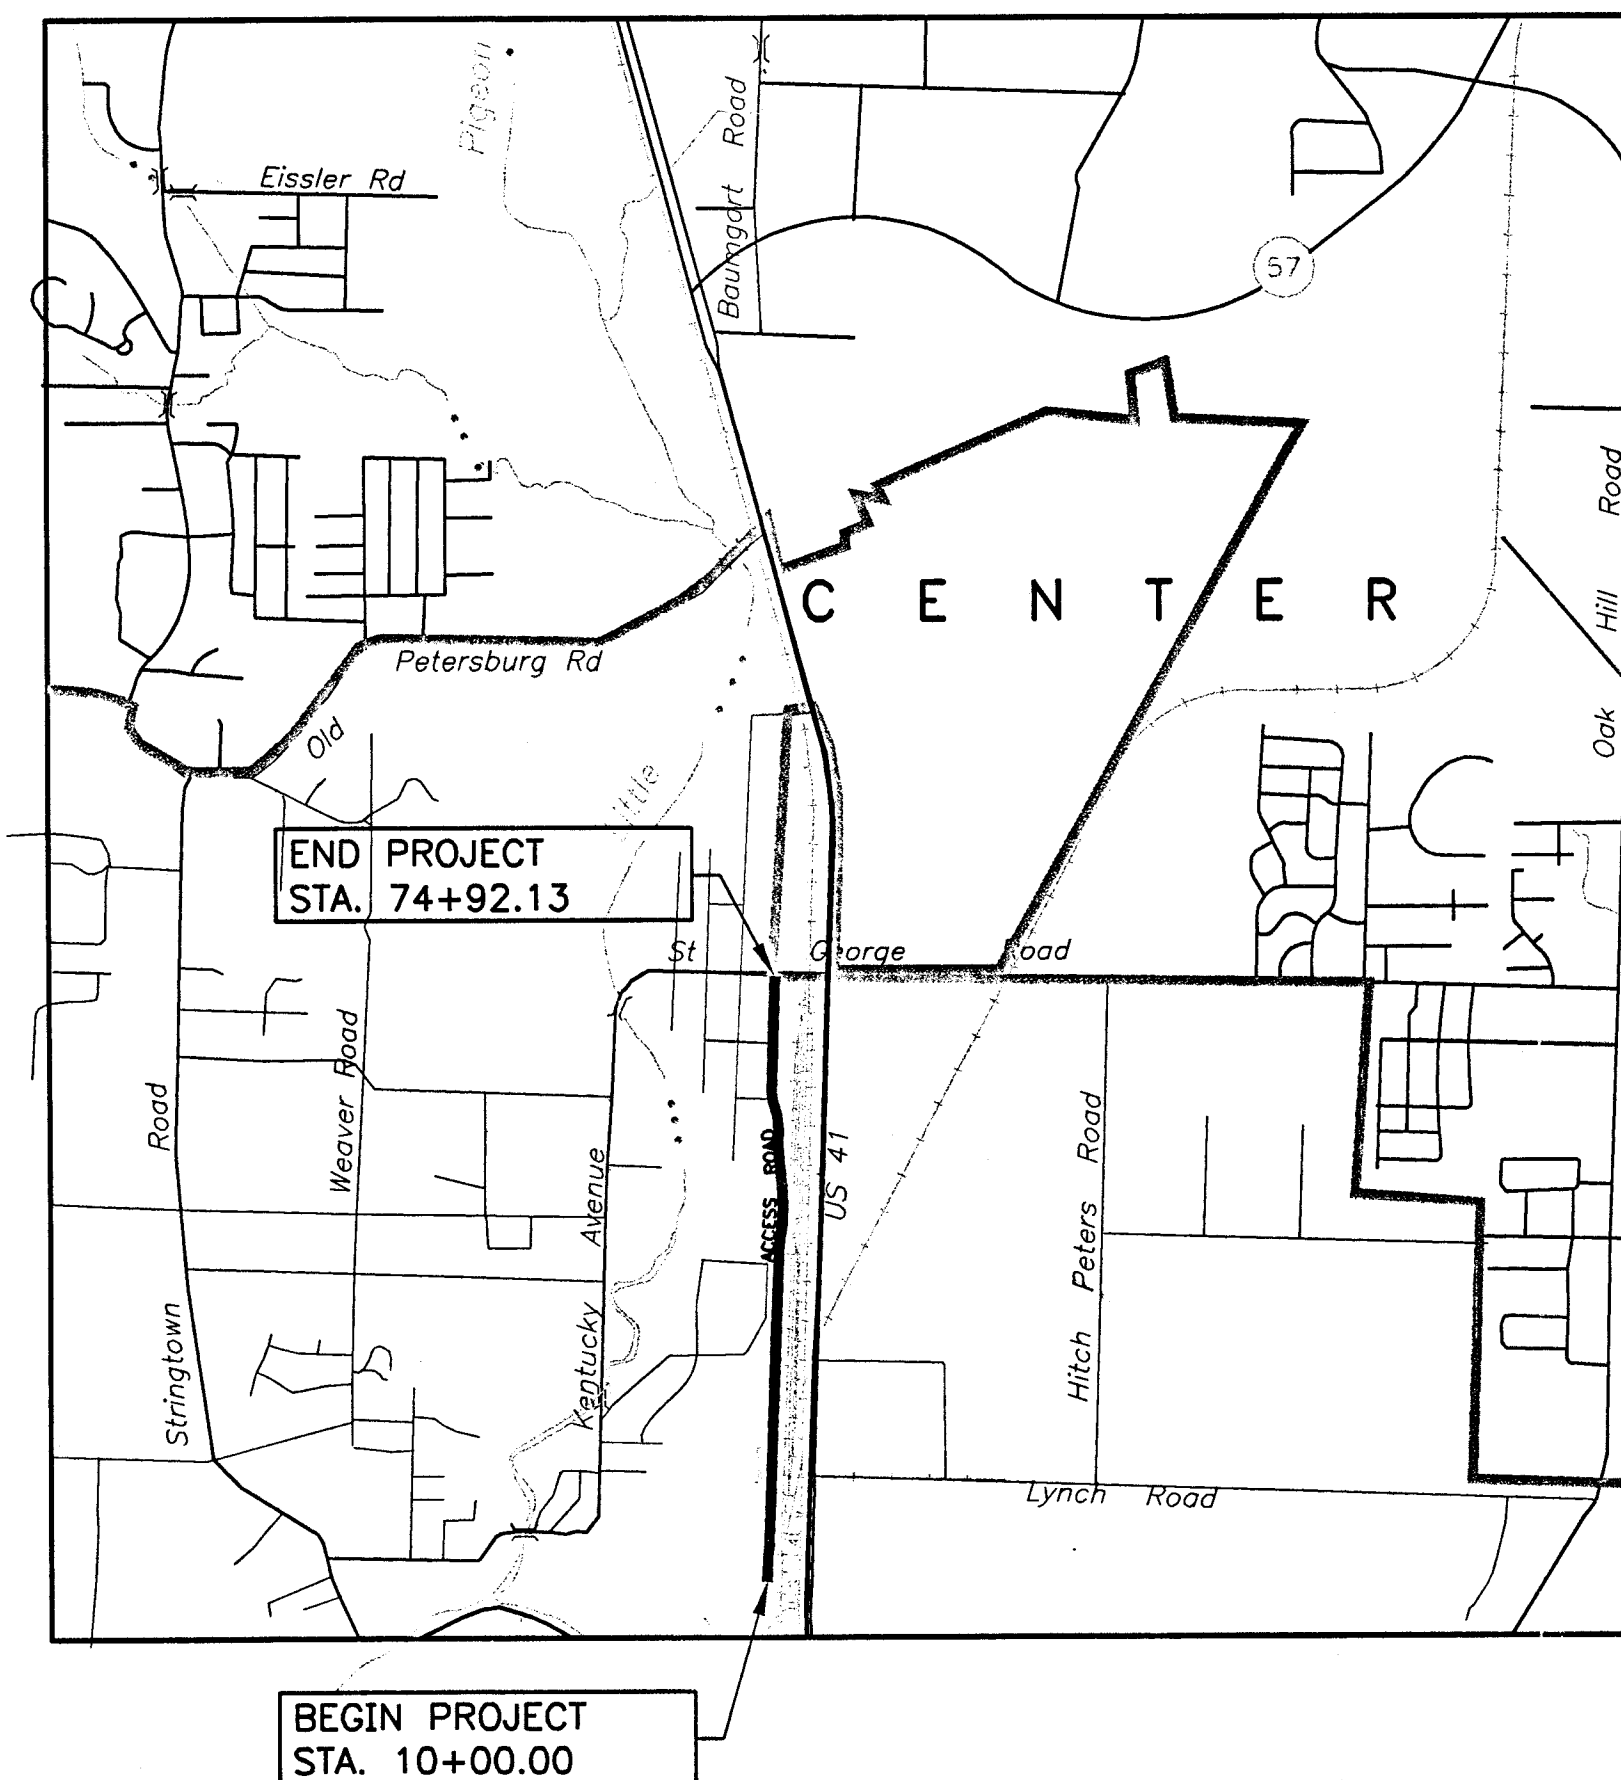 Pigeon
Baumgart Road
Eissler Rd
57
Oak Hill Road
CENTER
Old Petersburg Rd
END PROJECT
STA. 74+92.13
St George
Weaver Road
Stringtown Road
Kentucky Avenue
ACCESS ROAD
US 41
Hitch Peters Road
Lynch Road
BEGIN PROJECT
STA. 10+00.00